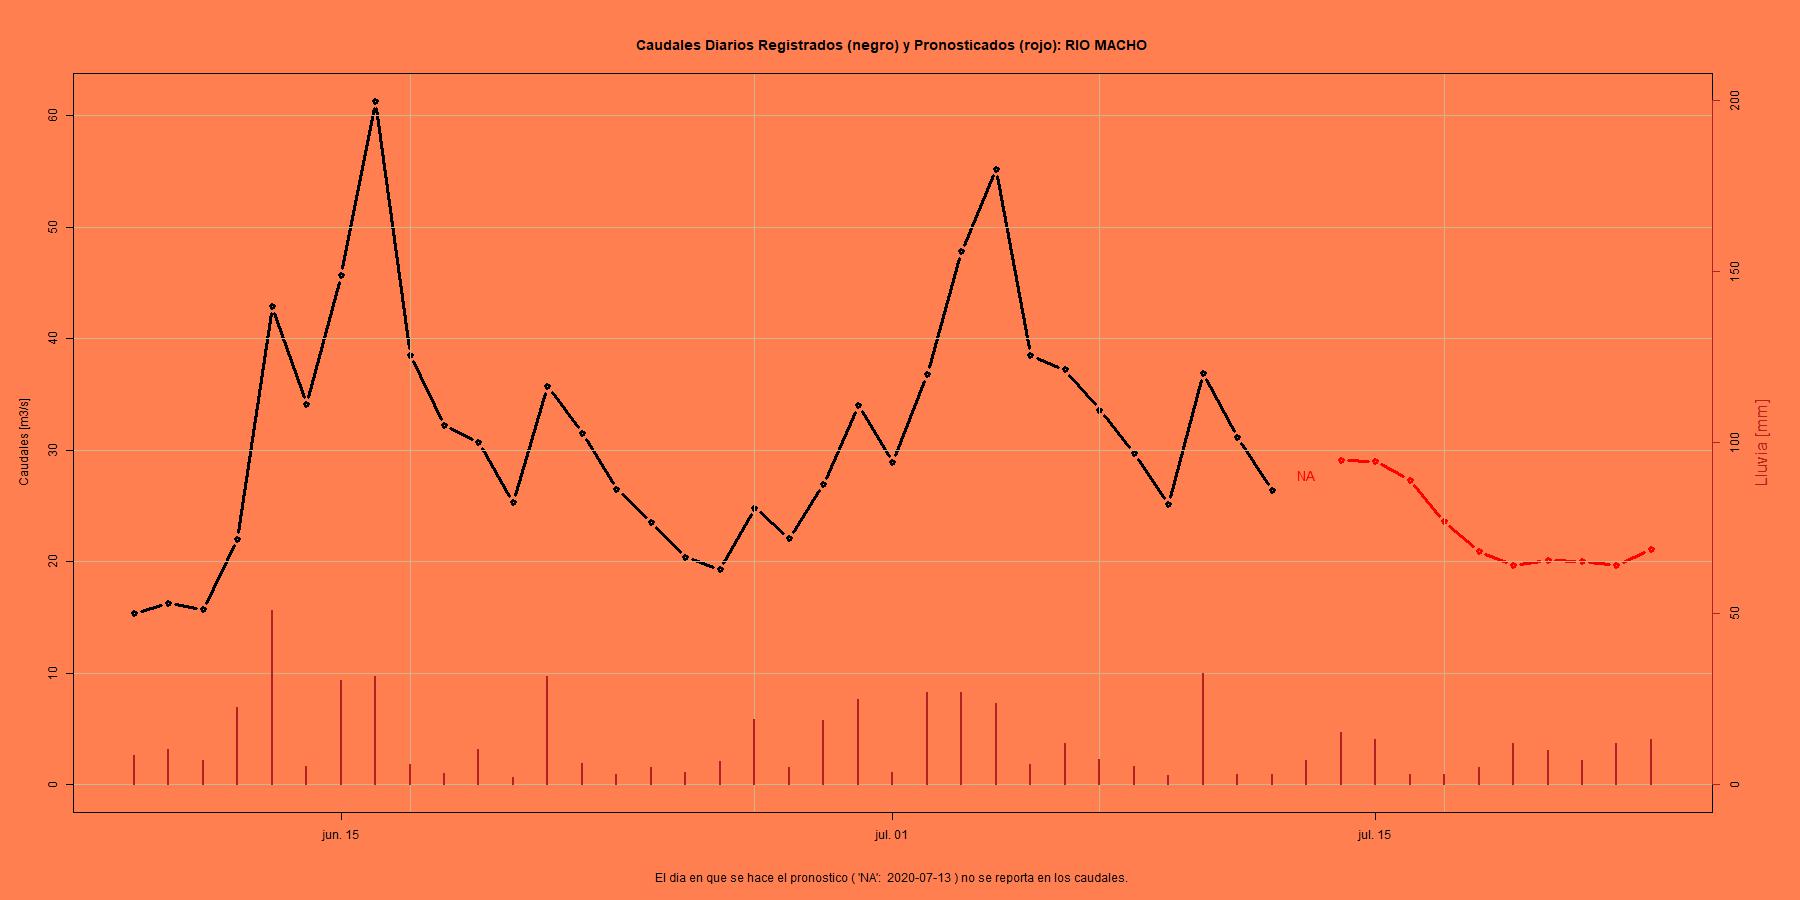 Caudales Diarios Registrados (negro) y Pronosticados (rojo): RIO MACHO
Caudales [m3/s]
60
50
40
30
20
10
0
200
150
100
50
0
Lluvia [mm]
NA
jun. 15
jul. 01
jul. 15
El dia en que se hace el pronostico ( 'NA':  2020-07-13 ) no se reporta en los caudales.